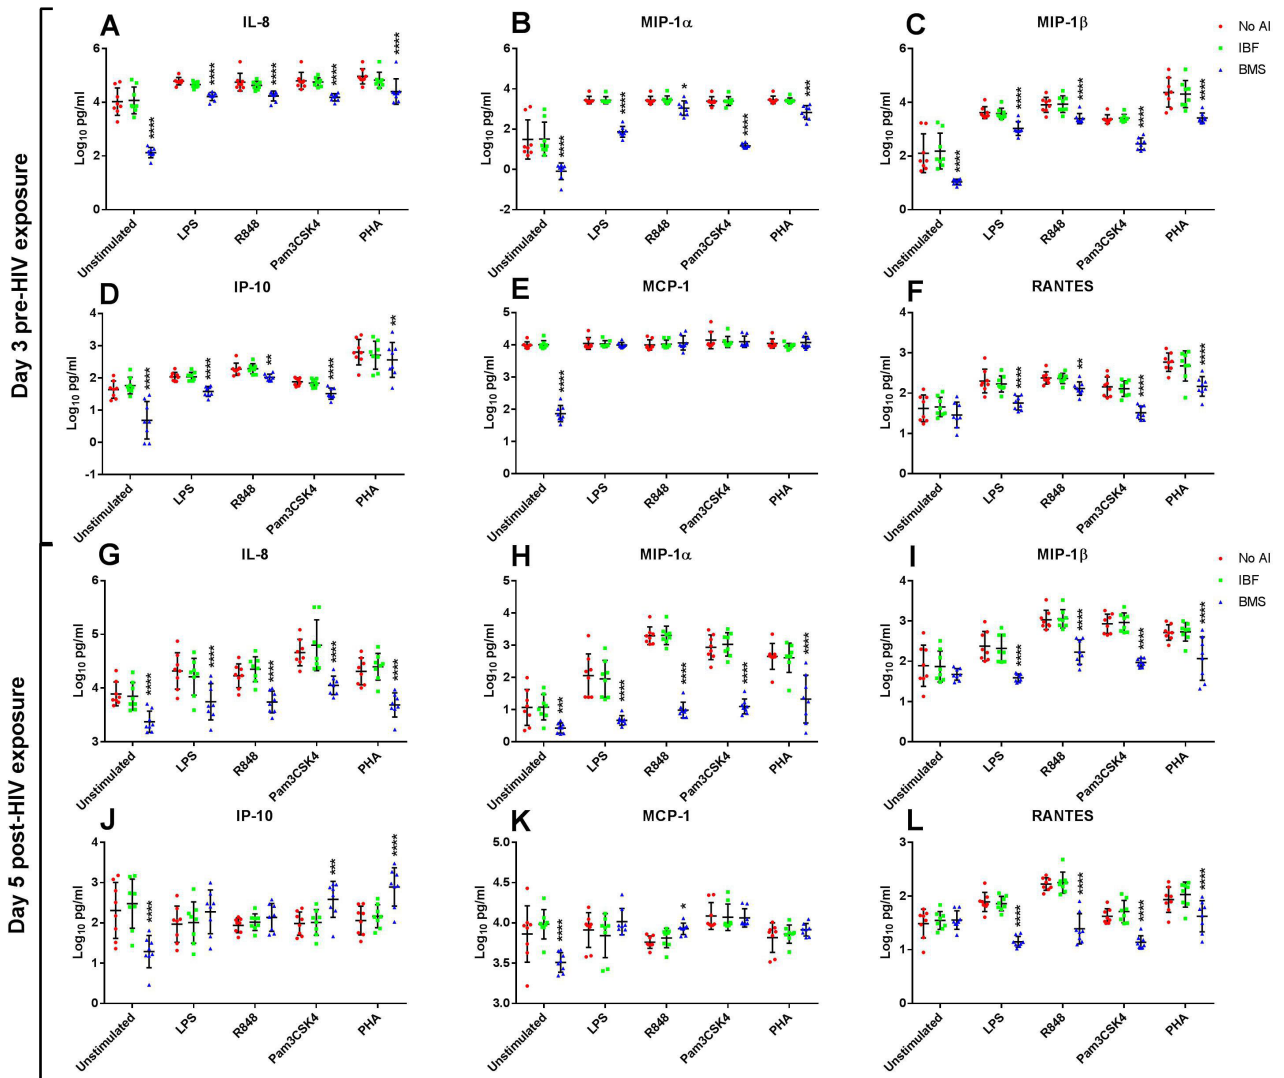 Day 3 pre-HIV exposure
A
IL-8
Log10 pg/ml
6
4
2
0
****
****
****
****
****
Unstimulated
LPS
R848
Pam3CSK4
PHA
B
MIP-1α
Log10 pg/ml
6
4
2
0
-2
****
****
*
****
***
Unstimulated
LPS
R848
Pam3CSK4
PHA
C
MIP-1β
Log10 pg/ml
6
4
2
0
****
****
****
****
****
Unstimulated
LPS
R848
Pam3CSK4
PHA
No AI
IBF
BMS
D
IP-10
Log10 pg/ml
4
3
2
1
0
-1
****
****
**
****
**
Unstimulated
LPS
R848
Pam3CSK4
PHA
E
MCP-1
Log10 pg/ml
5
4
3
2
1
0
****
Unstimulated
LPS
R848
Pam3CSK4
PHA
F
RANTES
Log10 pg/ml
4
3
2
1
0
****
****
****
****
Unstimulated
LPS
R848
Pam3CSK4
PHA
Day 5 post-HIV exposure
G
IL-8
Log10 pg/ml
6
5
4
3
****
****
****
****
****
Unstimulated
LPS
R848
Pam3CSK4
PHA
H
MIP-1α
Log10 pg/ml
5
4
3
2
1
0
***
****
****
****
****
Unstimulated
LPS
R848
Pam3CSK4
PHA
I
MIP-1β
Log10 pg/ml
4
3
2
1
0
****
****
****
****
Unstimulated
LPS
R848
Pam3CSK4
PHA
No AI
IBF
BMS
J
IP-10
Log10 pg/ml
4
3
2
1
0
****
***
****
Unstimulated
LPS
R848
Pam3CSK4
PHA
K
MCP-1
Log10 pg/ml
5.0
4.5
4.0
3.5
3.0
****
*
Unstimulated
LPS
R848
Pam3CSK4
PHA
L
RANTES
Log10 pg/ml
3
2
1
0
****
****
****
****
Unstimulated
LPS
R848
Pam3CSK4
PHA